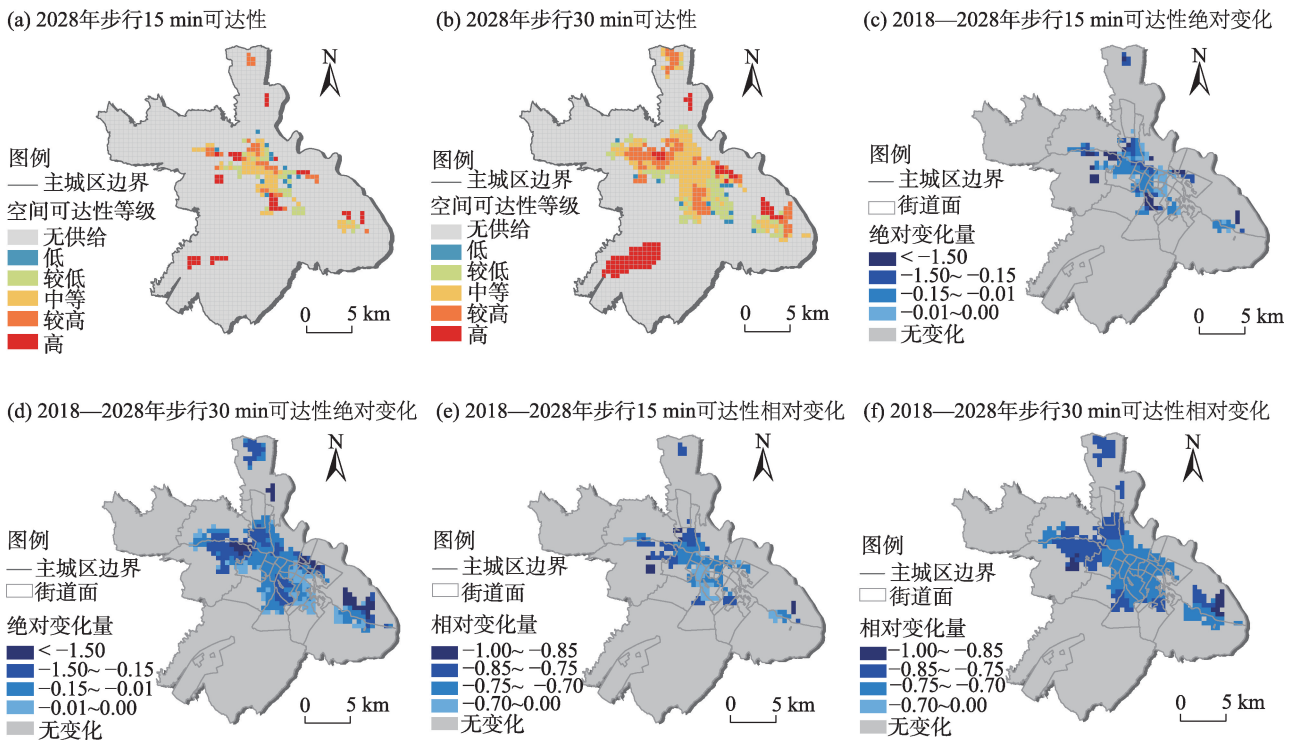 (a) 2028年步行15 min可达性
N
图例
主城区边界
空间可达性等级
无供给
低
较低
中等
较高
高
0 5 km
(b) 2028年步行30 min可达性
N
图例
主城区边界
空间可达性等级
无供给
低
较低
中等
较高
高
0 5 km
(c) 2018—2028年步行15 min可达性绝对变化
N
图例
主城区边界
街道面
绝对变化量
< −1.50
−1.50~ −0.15
−0.15~ −0.01
−0.01~0.00
无变化
0 5 km
(d) 2018—2028年步行30 min可达性绝对变化
N
图例
主城区边界
街道面
绝对变化量
< −1.50
−1.50~ −0.15
−0.15~ −0.01
−0.01~0.00
无变化
0 5 km
(e) 2018—2028年步行15 min可达性相对变化
N
图例
主城区边界
街道面
相对变化量
−1.00~ −0.85
−0.85~ −0.75
−0.75~ −0.70
−0.70~0.00
无变化
0 5 km
(f) 2018—2028年步行30 min可达性相对变化
N
图例
主城区边界
街道面
相对变化量
−1.00~ −0.85
−0.85~ −0.75
−0.75~ −0.70
−0.70~0.00
无变化
0 5 km